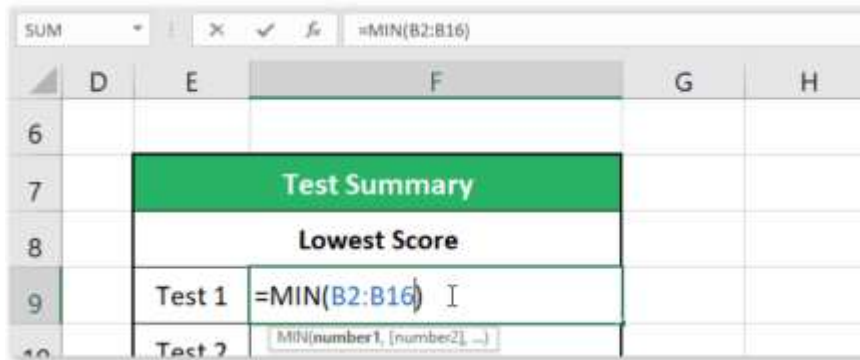 SUM =MIN(B2:B16)
D E F G H
6
7 Test Summary
8 Lowest Score
9 Test 1 =MIN(B2:B16)
MIN(number1, [number2], ...)
10 Test 2